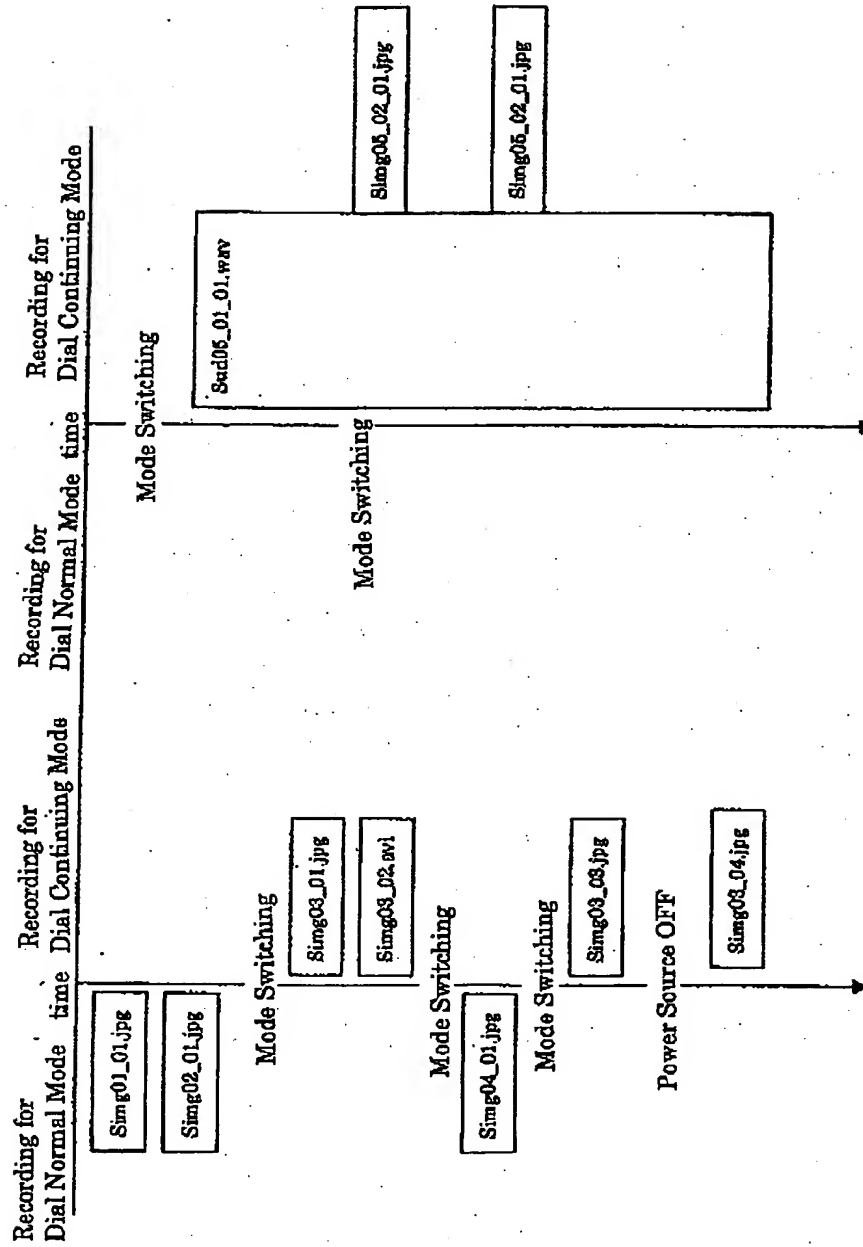 Recording for
Dial Normal Mode
time
Recording for
Dial Continuing Mode
Simg01_01.jpg
Simg02_01.jpg
Mode Switching
Simg03_01.jpg
Simg03_02.avi
Mode Switching
Simg04_01.jpg
Mode Switching
Simg03_03.jpg
Power Source OFF
Simg03_04.jpg
Recording for
Dial Normal Mode
time
Recording for
Dial Continuing Mode
Mode Switching
Sud05_01_01.wav
Mode Switching
Simg05_02_01.jpg
Simg05_02_01.jpg